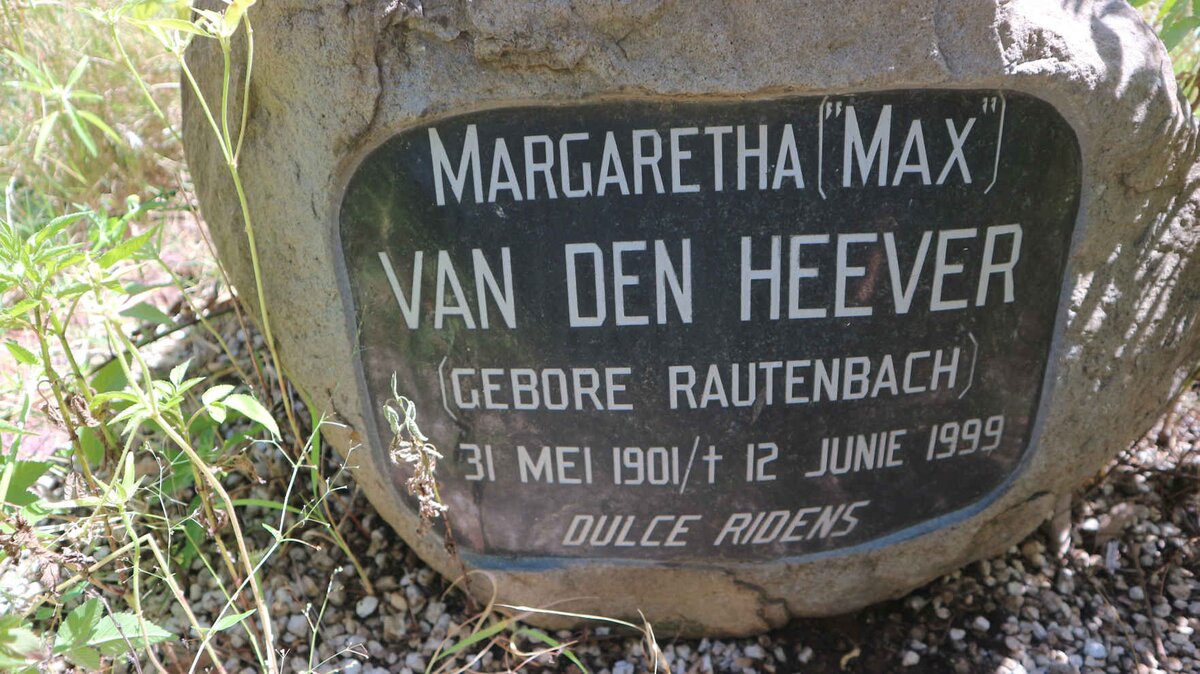 MARGARETHA ("MAX")
VAN DEN HEEVER
(GEBORE RAUTENBACH)
31 MEI 1901/† 12 JUNIE 1999
DULCE RIDENS